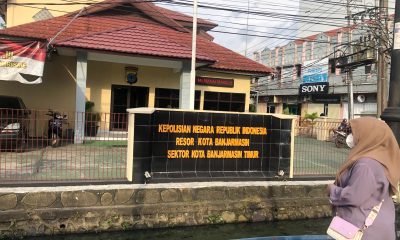 KEPOLISIAN NEGARA REPUBLIK INDONESIA
RESOR KOTA BANJARMASIN
SEKTOR KOTA BANJARMASIN TIMUR
SONY